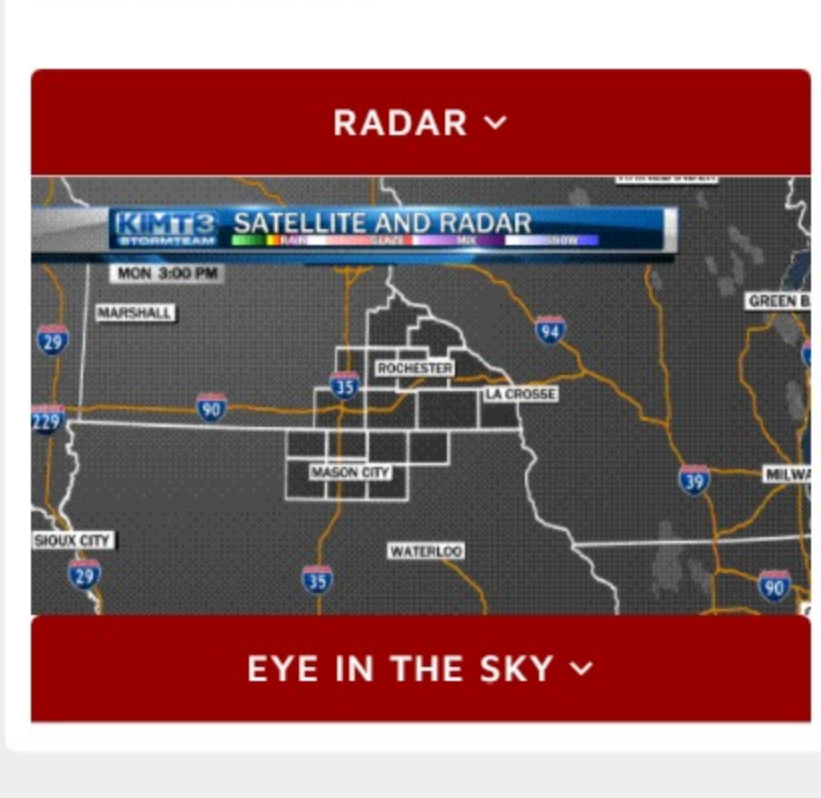 RADAR
KIMT3 SATELLITE AND RADAR
STORMTEAM RAIN GLAZE MIX SNOW
MON 3:00 PM
MARSHALL
GREEN B
29
94
ROCHESTER
35
LA CROSSE
90
229
MASON CITY
39
MILWA
SIOUX CITY
WATERLOO
29
35
90
EYE IN THE SKY